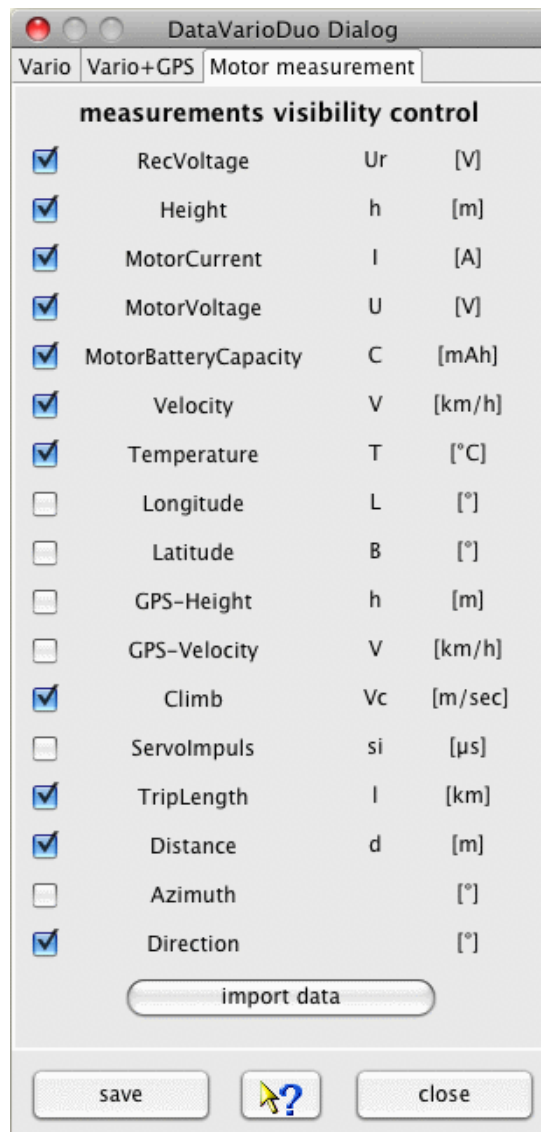 DataVarioDuo Dialog
Vario Vario+GPS Motor measurement
measurements visibility control
RecVoltage Ur [V]
Height h [m]
MotorCurrent I [A]
MotorVoltage U [V]
MotorBatteryCapacity C [mAh]
Velocity V [km/h]
Temperature T [°C]
Longitude L [°]
Latitude B [°]
GPS-Height h [m]
GPS-Velocity V [km/h]
Climb Vc [m/sec]
ServoImpuls si [µs]
TripLength l [km]
Distance d [m]
Azimuth [°]
Direction [°]
import data
save ? close